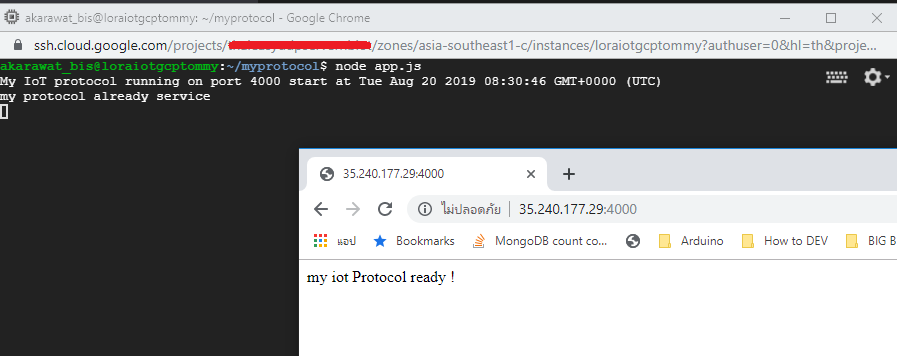 akarawat_bis@loraiotgcptommy: ~/myprotocol - Google Chrome
ssh.cloud.google.com/projects/ /zones/asia-southeast1-c/instances/loraiotgcptommy?authuser=0&hl=th&proje...
akarawat_bis@loraiotgcptommy:~/myprotocol$ node app.js
My IoT protocol running on port 4000 start at Tue Aug 20 2019 08:30:46 GMT+0000 (UTC)
my protocol already service
35.240.177.29:4000
ไม่ปลอดภัย 35.240.177.29:4000
แอป Bookmarks MongoDB count co... Arduino How to DEV BIG B
my iot Protocol ready !